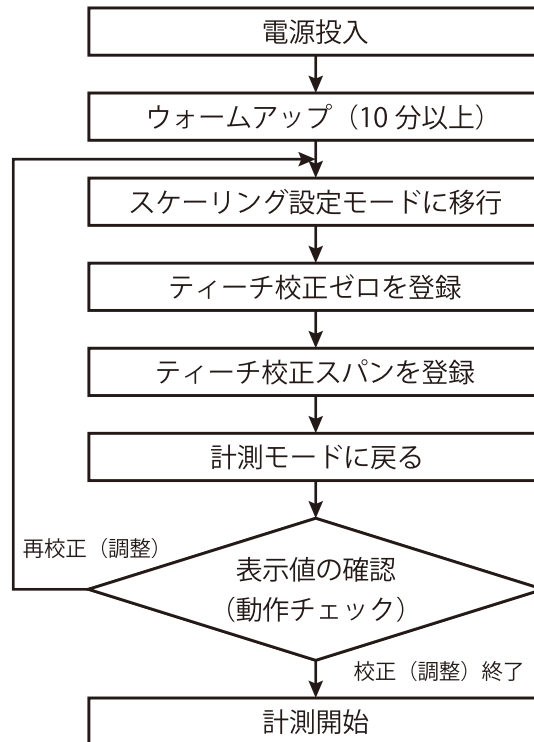 電源投入
ウォームアップ（10 分以上）
スケーリング設定モードに移行
ティーチ校正ゼロを登録
ティーチ校正スパンを登録
計測モードに戻る
再校正（調整）
表示値の確認
（動作チェック）
校正（調整）終了
計測開始